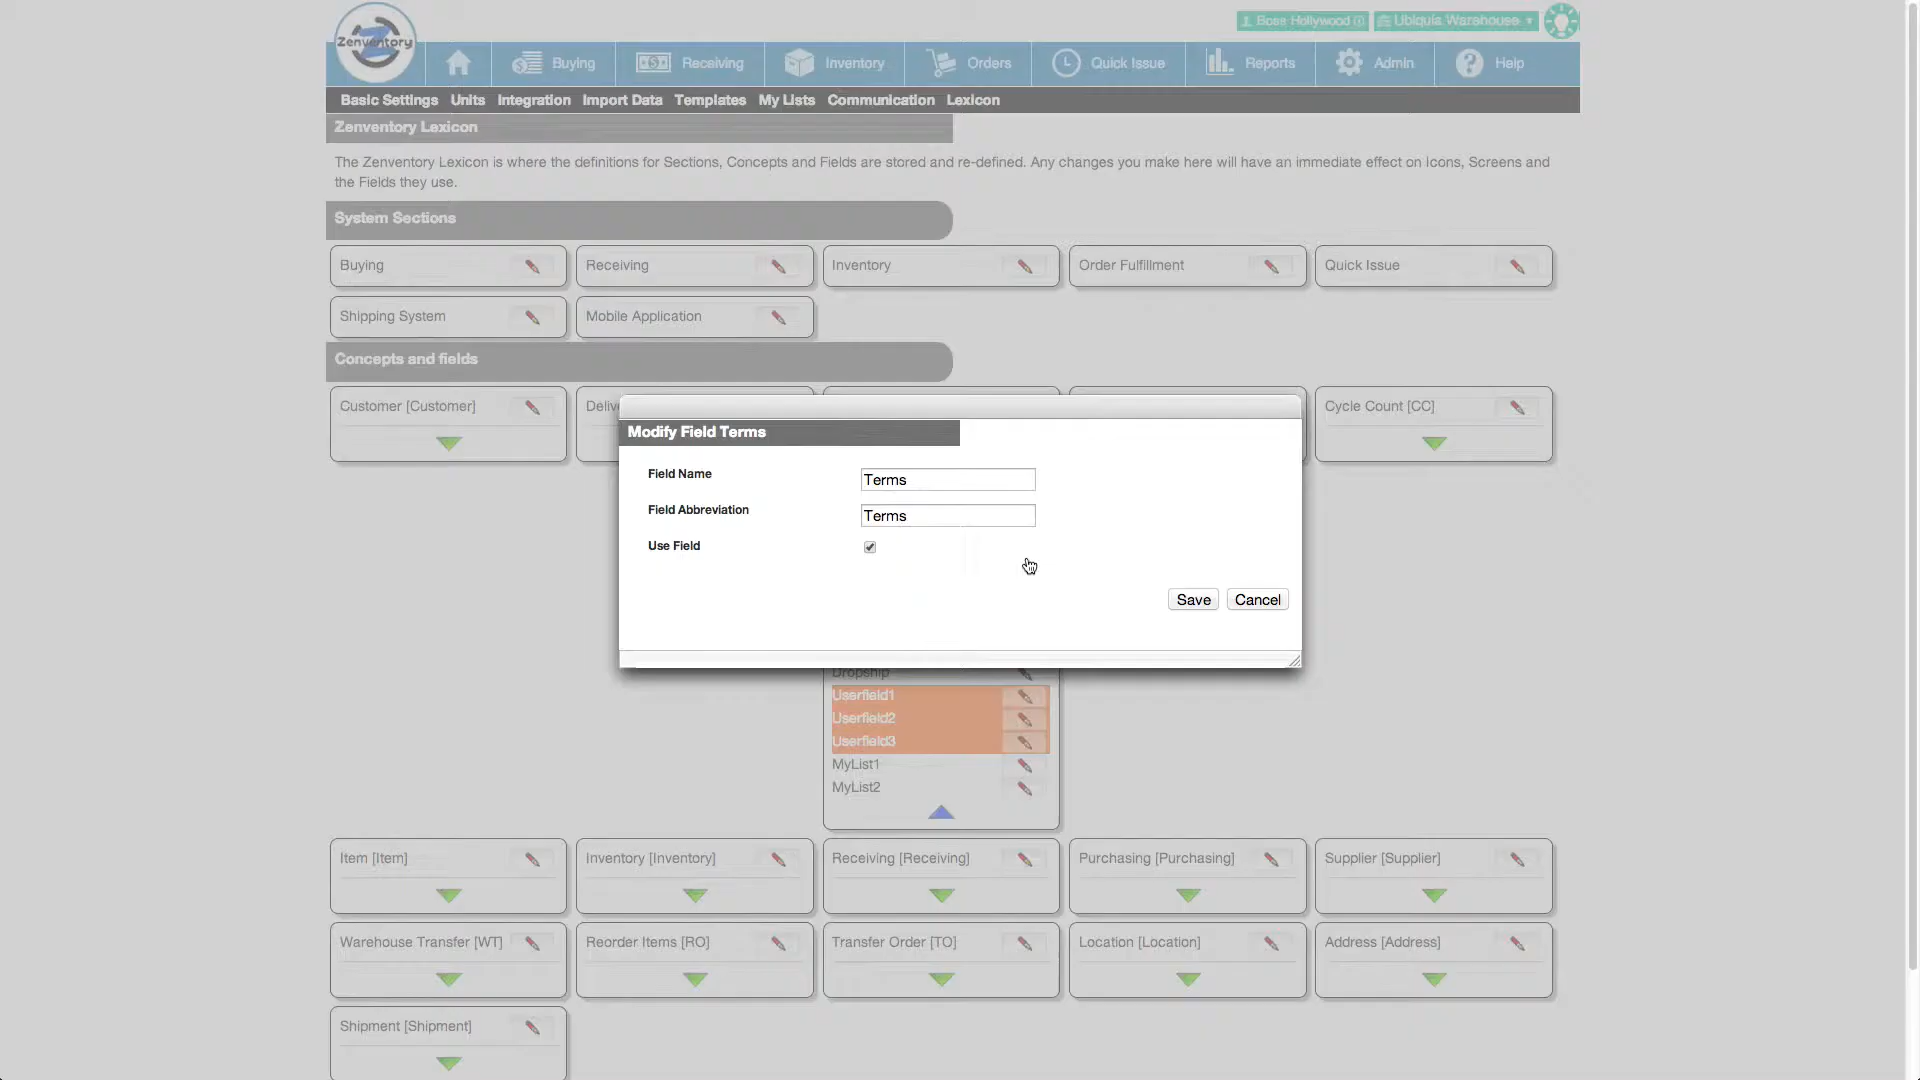 Zenventory
Boss Hollywood
Ubiquia Warehouse
Buying
Receiving
Inventory
Orders
Quick Issue
Reports
Admin
Help
Basic Settings
Units
Integration
Import Data
Templates
My Lists
Communication
Lexicon
Zenventory Lexicon
The Zenventory Lexicon is where the definitions for Sections, Concepts and Fields are stored and re-defined. Any changes you make here will have an immediate effect on Icons, Screens and
the Fields they use.
System Sections
Buying
Receiving
Inventory
Order Fulfillment
Quick Issue
Shipping System
Mobile Application
Concepts and fields
Customer [Customer]
Cycle Count [CC]
Modify Field Terms
Field Name
Terms
Field Abbreviation
Terms
Use Field
Save
Cancel
Dropship
Userfield1
Userfield2
Userfield3
MyList1
MyList2
Item [Item]
Inventory [Inventory]
Receiving [Receiving]
Purchasing [Purchasing]
Supplier [Supplier]
Warehouse Transfer [WT]
Reorder Items [RO]
Transfer Order [TO]
Location [Location]
Address [Address]
Shipment [Shipment]